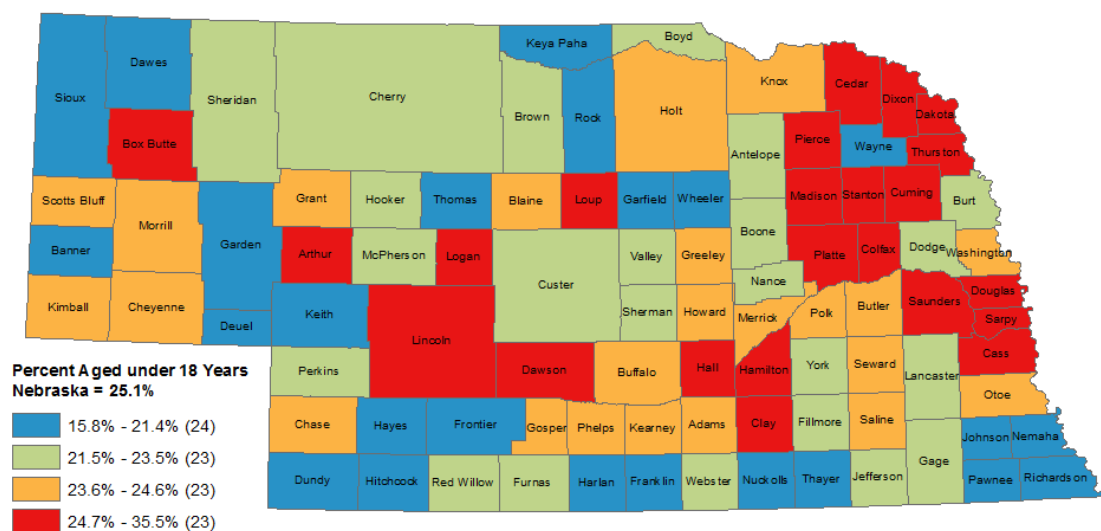 Boyd
Keya Paha
Dawes
Knox
Cedar
Sioux
Sheridan
Cherry
Dixon
Holt
Brown
Rock
Dakota
Pierce
Box Butte
Wayne
Antelope
Thurston
Scotts Bluff
Grant
Hooker
Thomas
Blaine
Loup
Garfield
Wheeler
Madison
Stanton
Cuming
Burt
Morrill
Boone
Banner
Garden
Arthur
McPherson
Logan
Valley
Greeley
Platte
Colfax
Dodge
Washington
Nance
Custer
Douglas
Kimball
Cheyenne
Keith
Sherman
Howard
Merrick
Polk
Butler
Saunders
Sarpy
Deuel
Lincoln
Cass
Perkins
Dawson
Buffalo
Hall
Hamilton
York
Seward
Lancaster
Otoe
Chase
Hayes
Frontier
Gosper
Phelps
Kearney
Adams
Clay
Fillmore
Saline
Johnson
Nemaha
Gage
Dundy
Hitchcock
Red Willow
Furnas
Harlan
Franklin
Webster
Nuckolls
Thayer
Jefferson
Pawnee
Richardson
Percent Aged under 18 Years
Nebraska = 25.1%
15.8% - 21.4% (24)
21.5% - 23.5% (23)
23.6% - 24.6% (23)
24.7% - 35.5% (23)